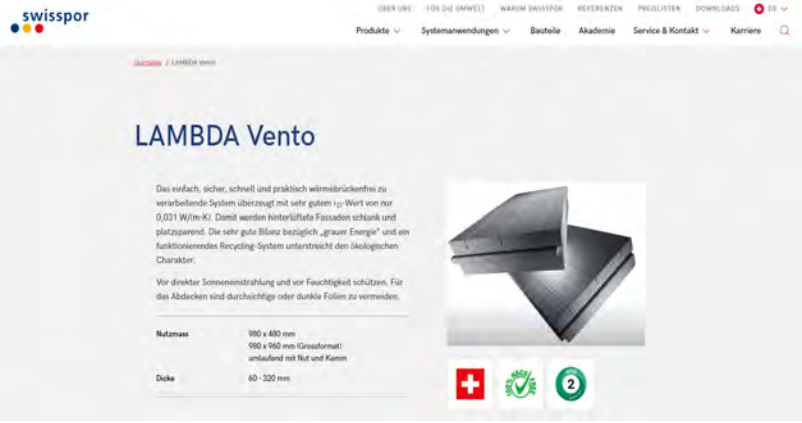 swisspor
ÜBER UNS FÜR DIE UMWELT WARUM SWISSPOR REFERENZEN PREISLISTEN DOWNLOADS DE
Produkte Systemanwendungen Bauteile Akademie Service & Kontakt Karriere
Startseite / LAMBDA Vento
LAMBDA Vento
Das einfach, sicher, schnell und praktisch wärmebrückenfrei zu
verarbeitende System überzeugt mit sehr gutem λD-Wert von nur
0,031 W/(m·K). Damit werden hinterlüftete Fassaden schlank und
platzsparend. Die sehr gute Bilanz bezüglich „grauer Energie" und ein
funktionierendes Recycling-System unterstreicht den ökologischen
Charakter.
Vor direkter Sonneneinstrahlung und vor Feuchtigkeit schützen. Für
das Abdecken sind durchsichtige oder dunkle Folien zu vermeiden.
Nutzmass 980 x 480 mm
980 x 960 mm (Grossformat)
umlaufend mit Nut und Kamm
Dicke 60 - 320 mm
100%
2